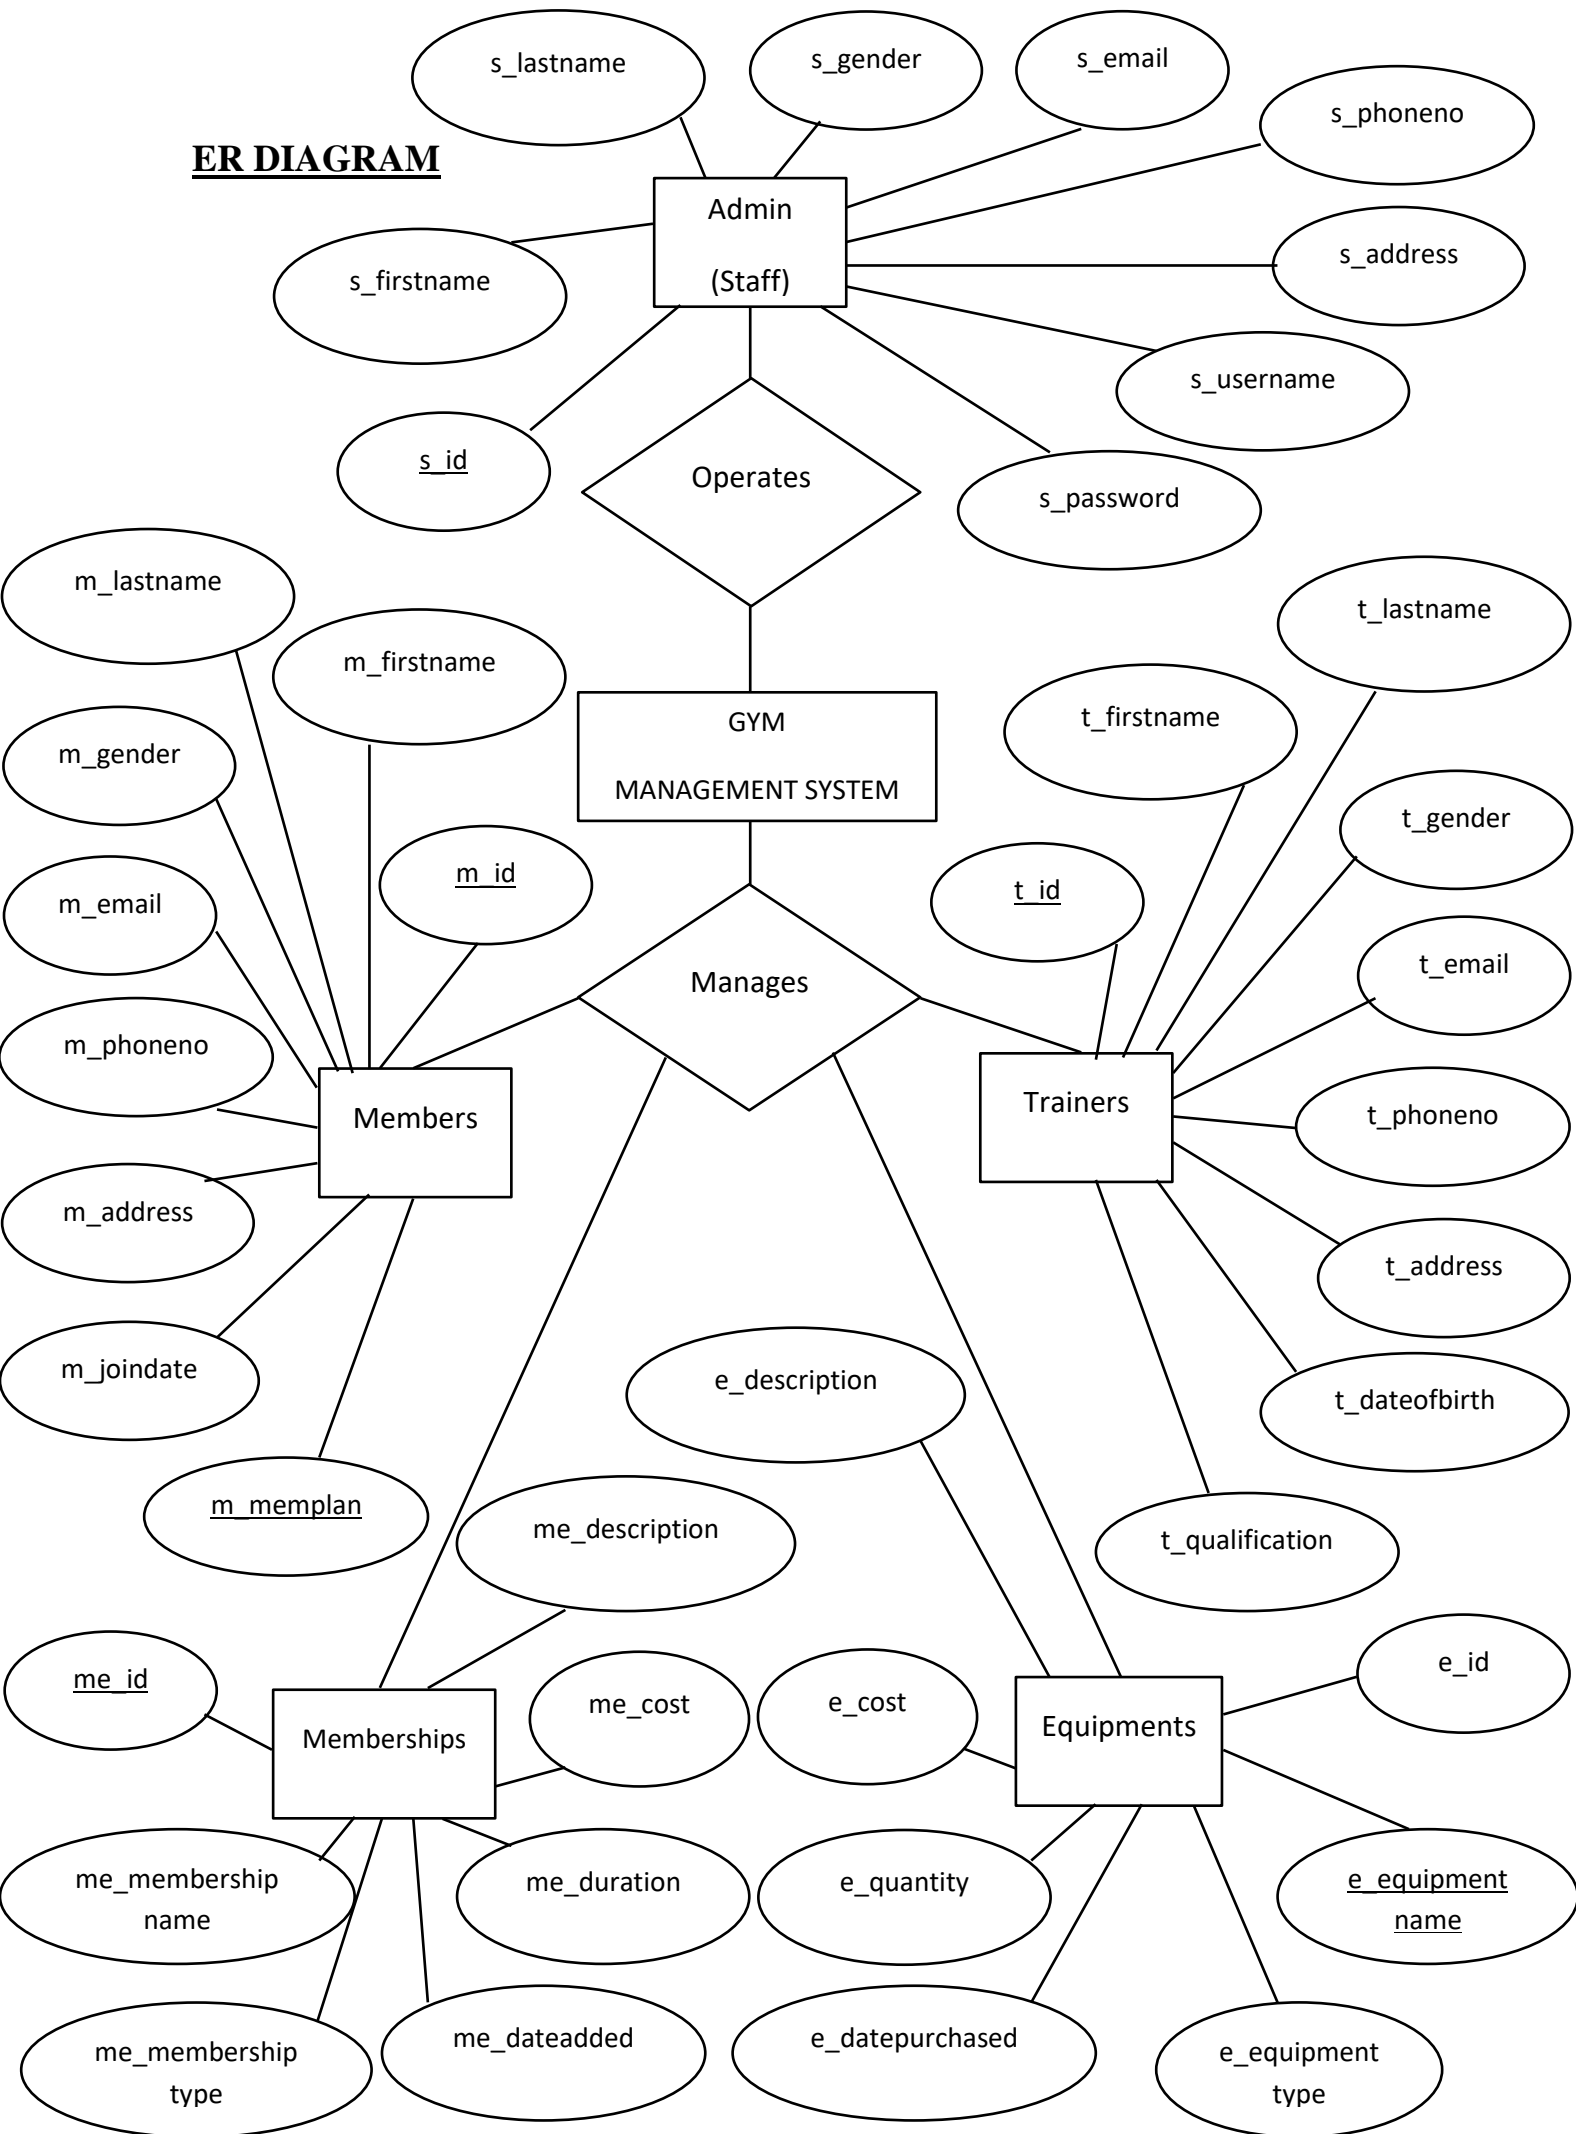 s_lastname
s_gender
s_email
s_phoneno
ER DIAGRAM
Admin
(Staff)
s_firstname
s_address
s_username
s_id
Operates
s_password
m_lastname
m_firstname
t_lastname
t_firstname
GYM
MANAGEMENT SYSTEM
m_gender
t_gender
m_id
t_id
m_email
t_email
Manages
m_phoneno
Members
Trainers
t_phoneno
m_address
t_address
m_joindate
e_description
t_dateofbirth
m_memplan
me_description
t_qualification
me_id
e_id
me_cost
e_cost
Memberships
Equipments
me_membership
name
me_duration
e_quantity
e_equipment
name
me_membership
type
me_dateadded
e_datepurchased
e_equipment
type